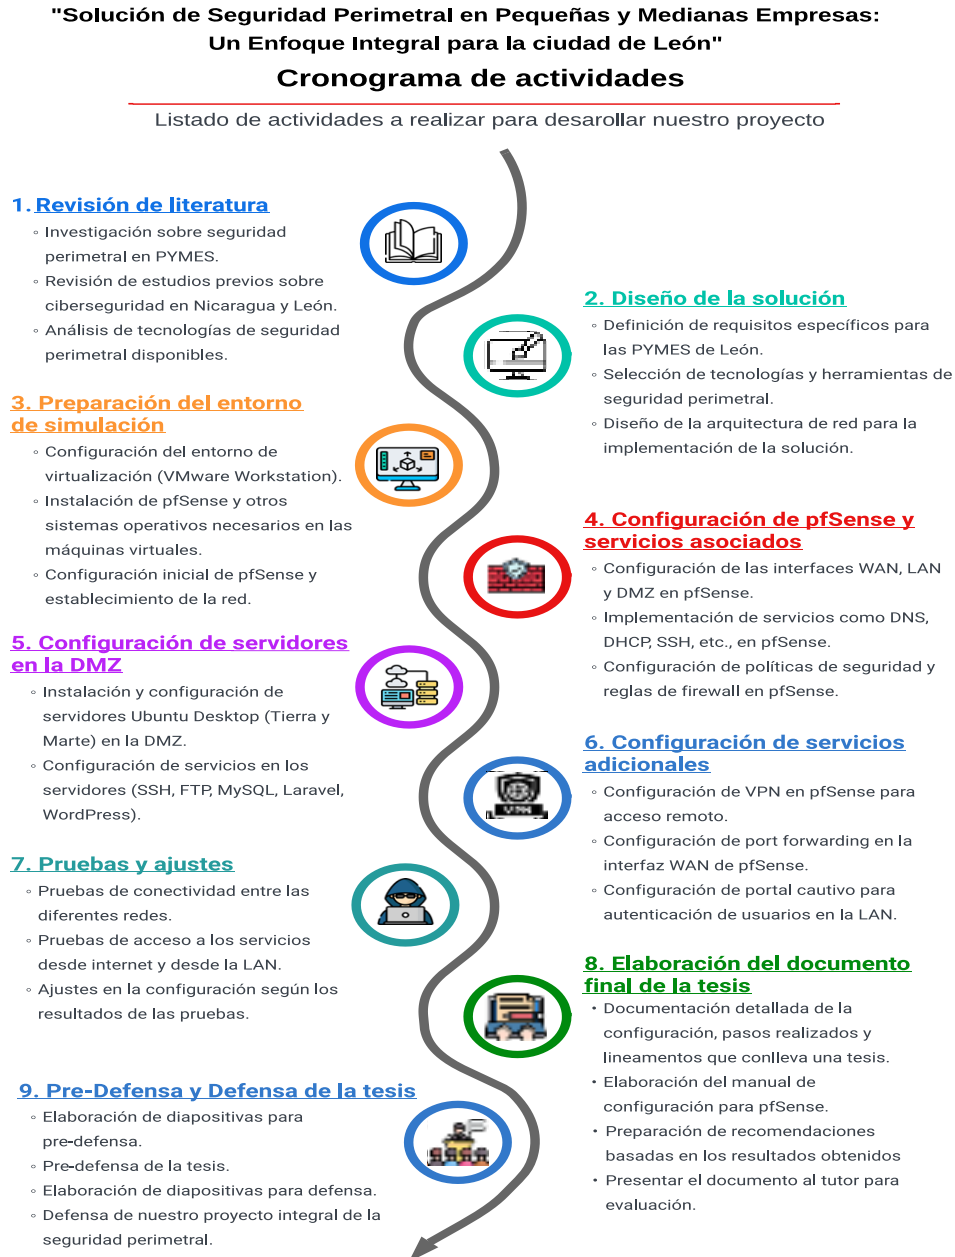 "Solución de Seguridad Perimetral en Pequeñas y Medianas Empresas:
Un Enfoque Integral para la ciudad de León"
Cronograma de actividades
Listado de actividades a realizar para desarollar nuestro proyecto
1. Revisión de literatura
◦ Investigación sobre seguridad
perimetral en PYMES.
◦ Revisión de estudios previos sobre
ciberseguridad en Nicaragua y León.
◦ Análisis de tecnologías de seguridad
perimetral disponibles.
2. Diseño de la solución
◦ Definición de requisitos específicos para
las PYMES de León.
◦ Selección de tecnologías y herramientas de
seguridad perimetral.
◦ Diseño de la arquitectura de red para la
implementación de la solución.
3. Preparación del entorno
de simulación
◦ Configuración del entorno de
virtualización (VMware Workstation).
◦ Instalación de pfSense y otros
sistemas operativos necesarios en las
máquinas virtuales.
◦ Configuración inicial de pfSense y
establecimiento de la red.
4. Configuración de pfSense y
servicios asociados
◦ Configuración de las interfaces WAN, LAN
y DMZ en pfSense.
◦ Implementación de servicios como DNS,
DHCP, SSH, etc., en pfSense.
◦ Configuración de políticas de seguridad y
reglas de firewall en pfSense.
5. Configuración de servidores
en la DMZ
◦ Instalación y configuración de
servidores Ubuntu Desktop (Tierra y
Marte) en la DMZ.
◦ Configuración de servicios en los
servidores (SSH, FTP, MySQL, Laravel,
WordPress).
6. Configuración de servicios
adicionales
◦ Configuración de VPN en pfSense para
acceso remoto.
◦ Configuración de port forwarding en la
interfaz WAN de pfSense.
◦ Configuración de portal cautivo para
autenticación de usuarios en la LAN.
VPN
7. Pruebas y ajustes
◦ Pruebas de conectividad entre las
diferentes redes.
◦ Pruebas de acceso a los servicios
desde internet y desde la LAN.
◦ Ajustes en la configuración según los
resultados de las pruebas.
8. Elaboración del documento
final de la tesis
• Documentación detallada de la
configuración, pasos realizados y
lineamentos que conlleva una tesis.
• Elaboración del manual de
configuración para pfSense.
• Preparación de recomendaciones
basadas en los resultados obtenidos
• Presentar el documento al tutor para
evaluación.
9. Pre-Defensa y Defensa de la tesis
◦ Elaboración de diapositivas para
pre-defensa.
◦ Pre-defensa de la tesis.
◦ Elaboración de diapositivas para defensa.
◦ Defensa de nuestro proyecto integral de la
seguridad perimetral.